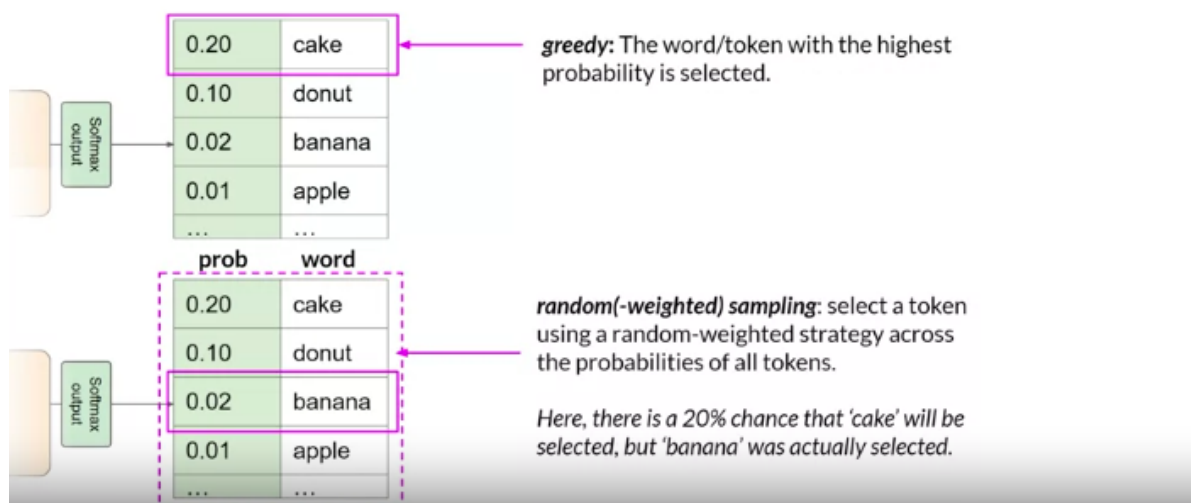 0.20 cake
greedy: The word/token with the highest
probability is selected.
0.10 donut
Softmax
output
0.02 banana
0.01 apple
... ...
prob word
0.20 cake
random(-weighted) sampling: select a token
using a random-weighted strategy across
the probabilities of all tokens.
0.10 donut
Softmax
output
0.02 banana
Here, there is a 20% chance that ‘cake’ will be
selected, but ‘banana’ was actually selected.
0.01 apple
... ...